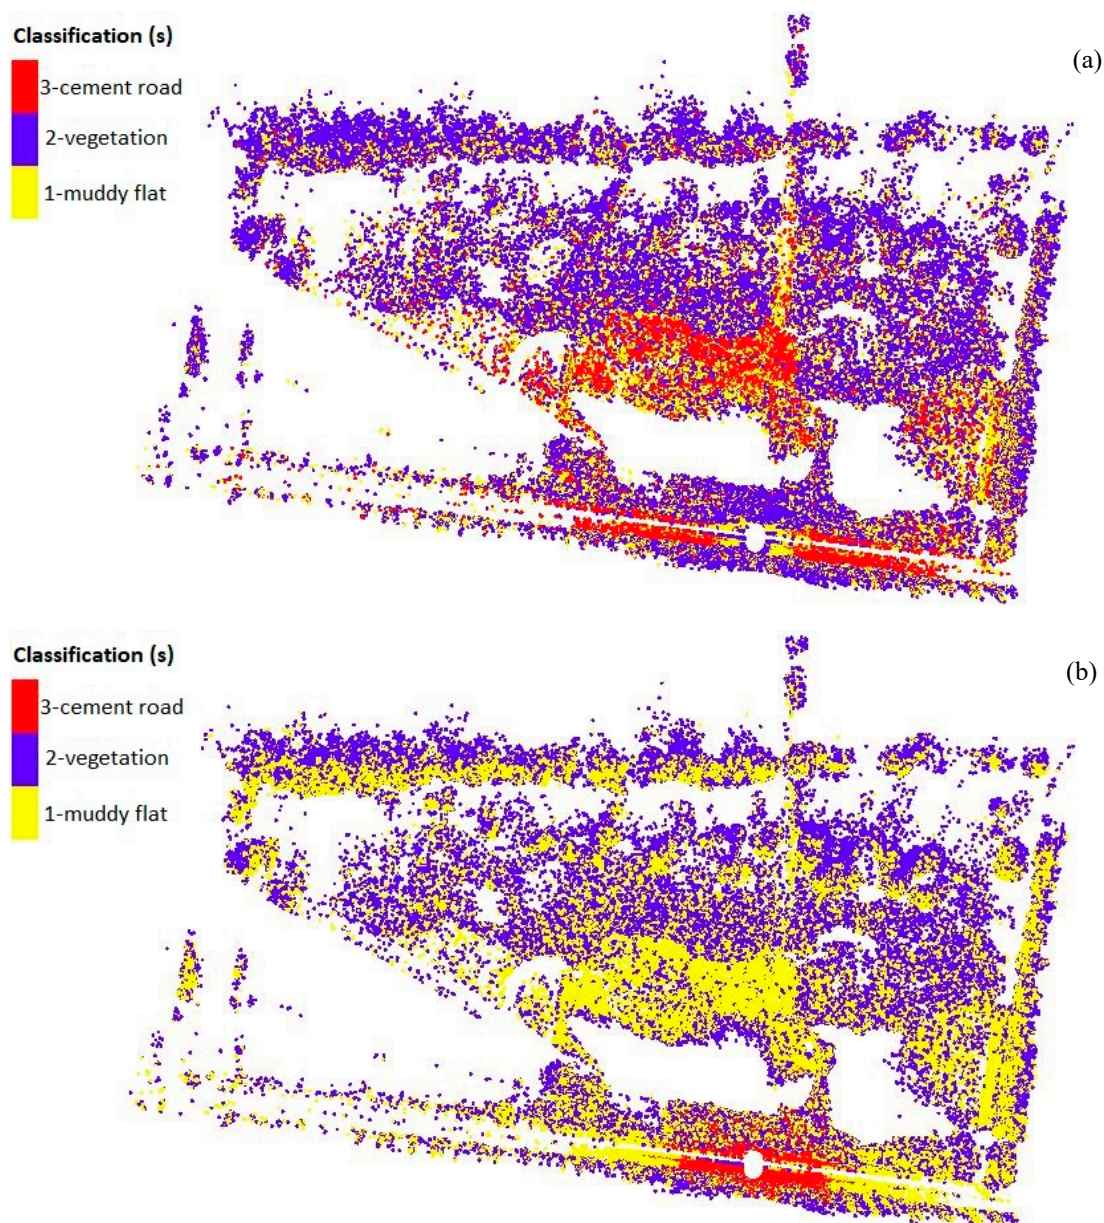 Classification (s)
(a)
3-cement road
2-vegetation
1-muddy flat
Classification (s)
(b)
3-cement road
2-vegetation
1-muddy flat